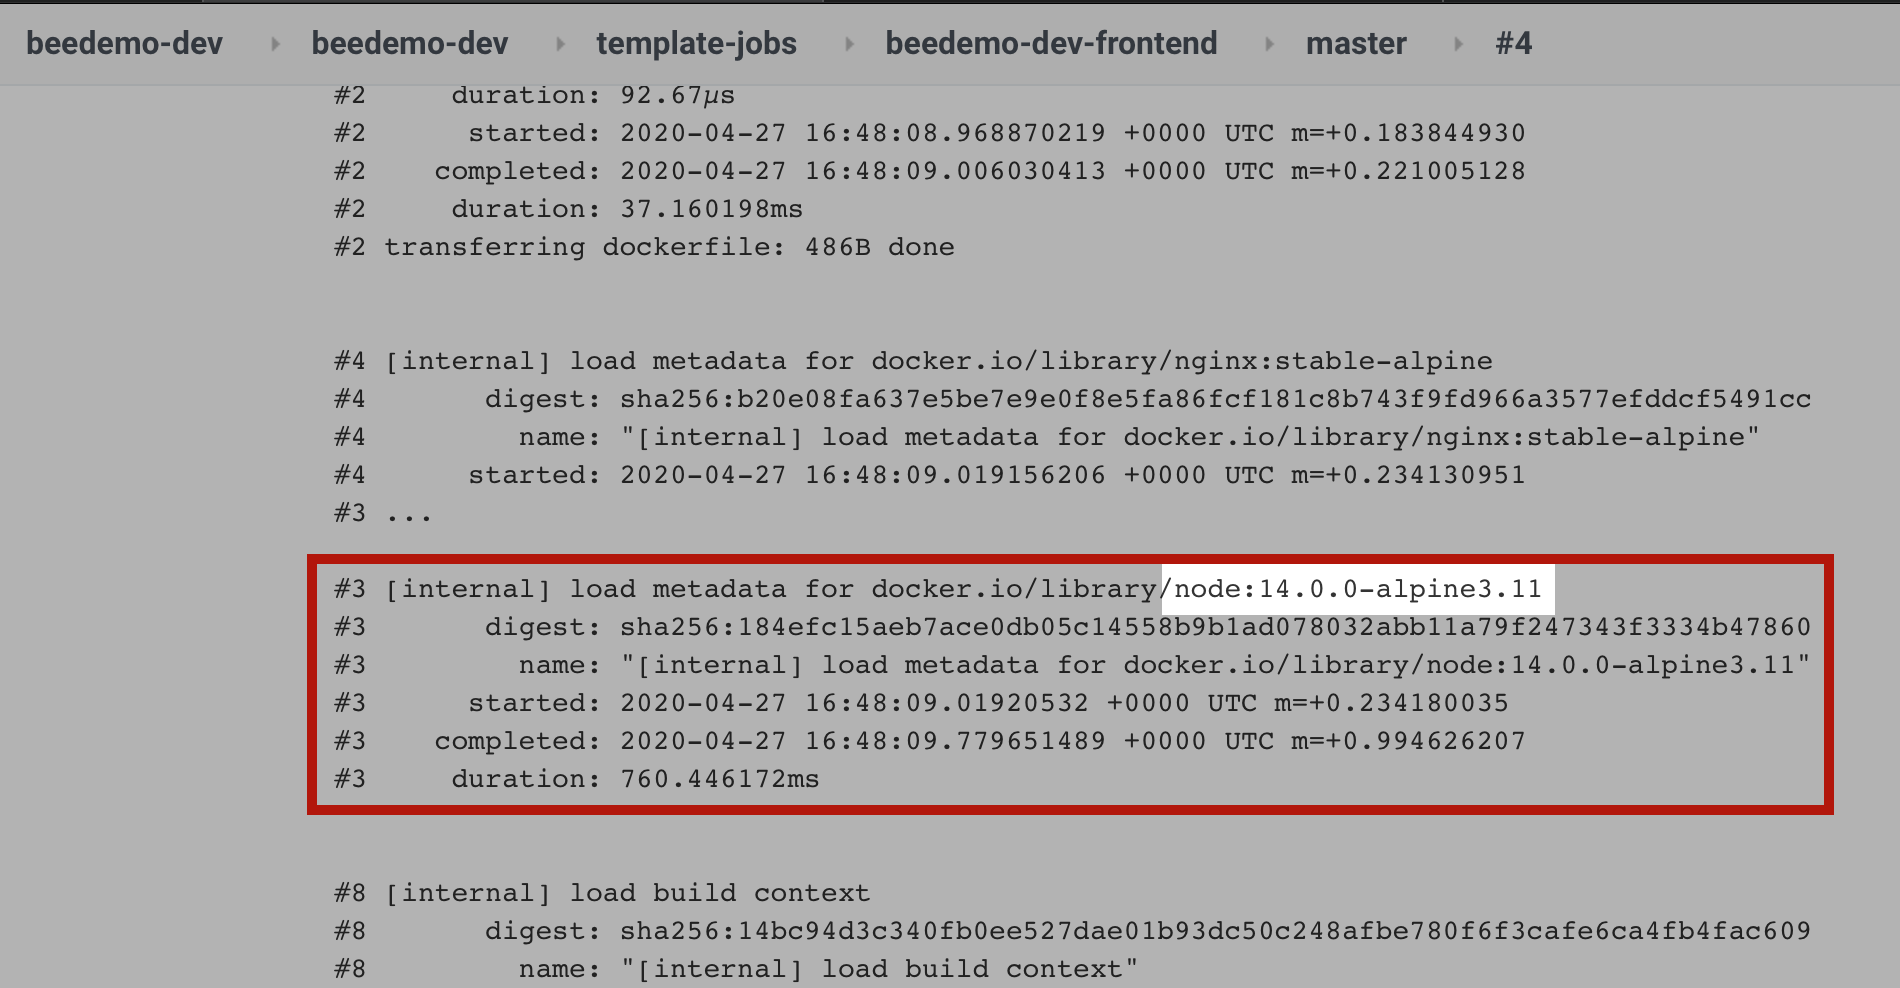 beedemo-dev beedemo-dev template-jobs beedemo-dev-frontend master #4
#2 duration: 92.67µs
#2 started: 2020-04-27 16:48:08.968870219 +0000 UTC m=+0.183844930
#2 completed: 2020-04-27 16:48:09.006030413 +0000 UTC m=+0.221005128
#2 duration: 37.160198ms
#2 transferring dockerfile: 486B done
#4 [internal] load metadata for docker.io/library/nginx:stable-alpine
#4 digest: sha256:b20e08fa637e5be7e9e0f8e5fa86fcf181c8b743f9fd966a3577efddcf5491cc
#4 name: "[internal] load metadata for docker.io/library/nginx:stable-alpine"
#4 started: 2020-04-27 16:48:09.019156206 +0000 UTC m=+0.234130951
#3 ...
#3 [internal] load metadata for docker.io/library/node:14.0.0-alpine3.11
#3 digest: sha256:184efc15aeb7ace0db05c14558b9b1ad078032abb11a79f247343f3334b47860
#3 name: "[internal] load metadata for docker.io/library/node:14.0.0-alpine3.11"
#3 started: 2020-04-27 16:48:09.01920532 +0000 UTC m=+0.234180035
#3 completed: 2020-04-27 16:48:09.779651489 +0000 UTC m=+0.994626207
#3 duration: 760.446172ms
#8 [internal] load build context
#8 digest: sha256:14bc94d3c340fb0ee527dae01b93dc50c248afbe780f6f3cafe6ca4fb4fac609
#8 name: "[internal] load build context"